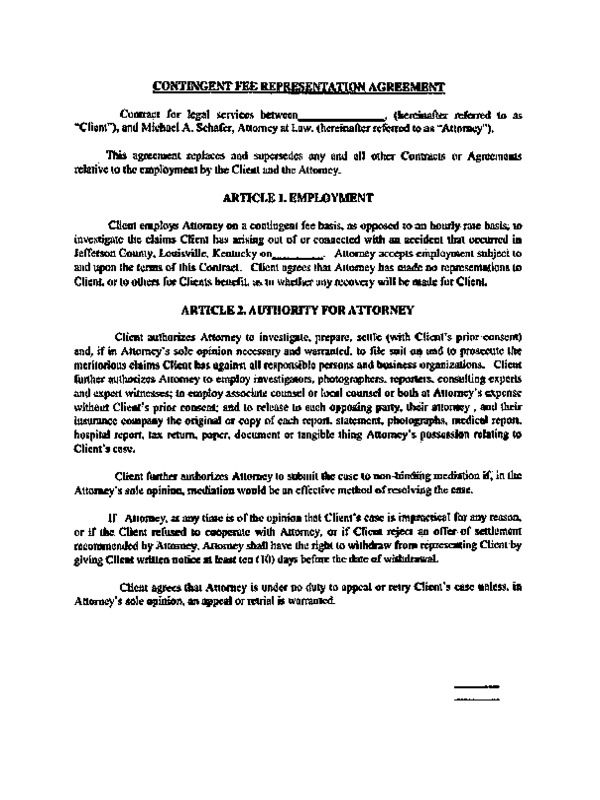 CONTINGENT FEE REPRESENTATION AGREEMENT
Contract for legal services between_______________, (hereinafter referred to as
"Client"), and Michael A. Schafer, Attorney at Law. (hereinafter referred to as "Attorney").
This agreement replaces and supersedes any and all other Contracts or Agreements
relative to the employment by the Client and the Attorney.
ARTICLE 1. EMPLOYMENT
Client employs Attorney on a contingent fee basis, as opposed to an hourly rate basis, to
investigate the claims Client has arising out of or connected with an accident that occurred in
Jefferson County, Louisville, Kentucky on_________. Attorney accepts employment subject to
and upon the terms of this Contract. Client agrees that Attorney has made no representations to
Client, or to others for Clients benefit, as to whether any recovery will be made for Client.
ARTICLE 2. AUTHORITY FOR ATTORNEY
Client authorizes Attorney to investigate, prepare, settle (with Client's prior consent)
and, if in Attorney's sole opinion necessary and warranted, to file suit on and to prosecute the
meritorious claims Client has against all responsible persons and business organizations. Client
further authorizes Attorney to employ investigators, photographers, reporters, consulting experts
and expert witnesses; to employ associate counsel or local counsel or both at Attorney's expense
without Client's prior consent; and to release to each opposing party, their attorney , and their
insurance company the original or copy of each report, statement, photographs, medical report,
hospital report, tax return, paper, document or tangible thing Attorney's possession relating to
Client's case.
Client further authorizes Attorney to submit the case to non-binding mediation if, in the
Attorney's sole opinion, mediation would be an effective method of resolving the case.
If Attorney, at any time is of the opinion that Client's case is impractical for any reason,
or if the Client refused to cooperate with Attorney, or if Client reject an offer of settlement
recommended by Attorney, Attorney shall have the right to withdraw from representing Client by
giving Client written notice at least ten (10) days before the date of withdrawal.
Client agrees that Attorney is under no duty to appeal or retry Client's case unless, in
Attorney's sole opinion, an appeal or retrial is warranted.